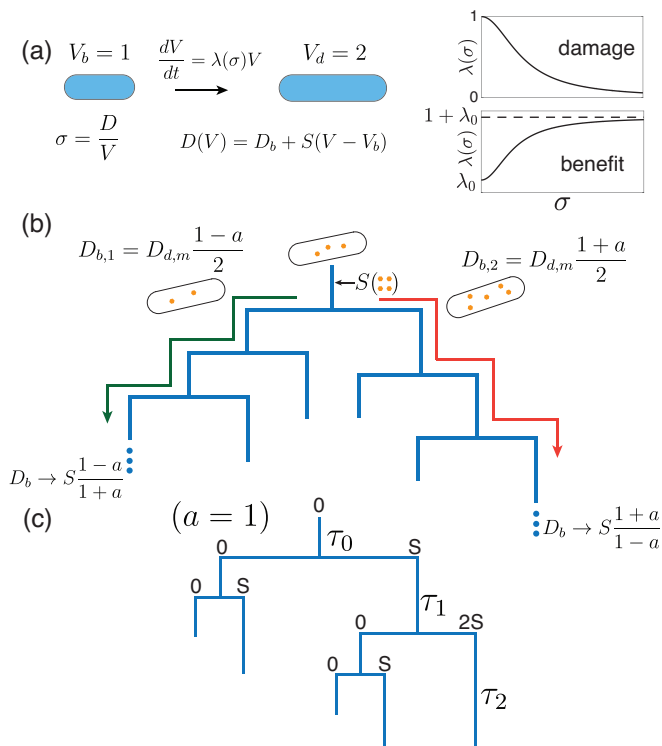 (a)
V_b = 1
dV/dt = λ(σ)V
V_d = 2
σ = D/V
D(V) = D_b + S(V − V_b)
1
λ(σ)
damage
0
1 + λ_0
λ(σ)
benefit
λ_0
σ
(b)
D_{b,1} = D_{d,m} (1 − a)/2
D_{b,2} = D_{d,m} (1 + a)/2
S( )
D_b → S (1 − a)/(1 + a)
D_b → S (1 + a)/(1 − a)
(c)
(a = 1)
0
τ_0
0 S
0 S
τ_1
0 2S
0 S
τ_2